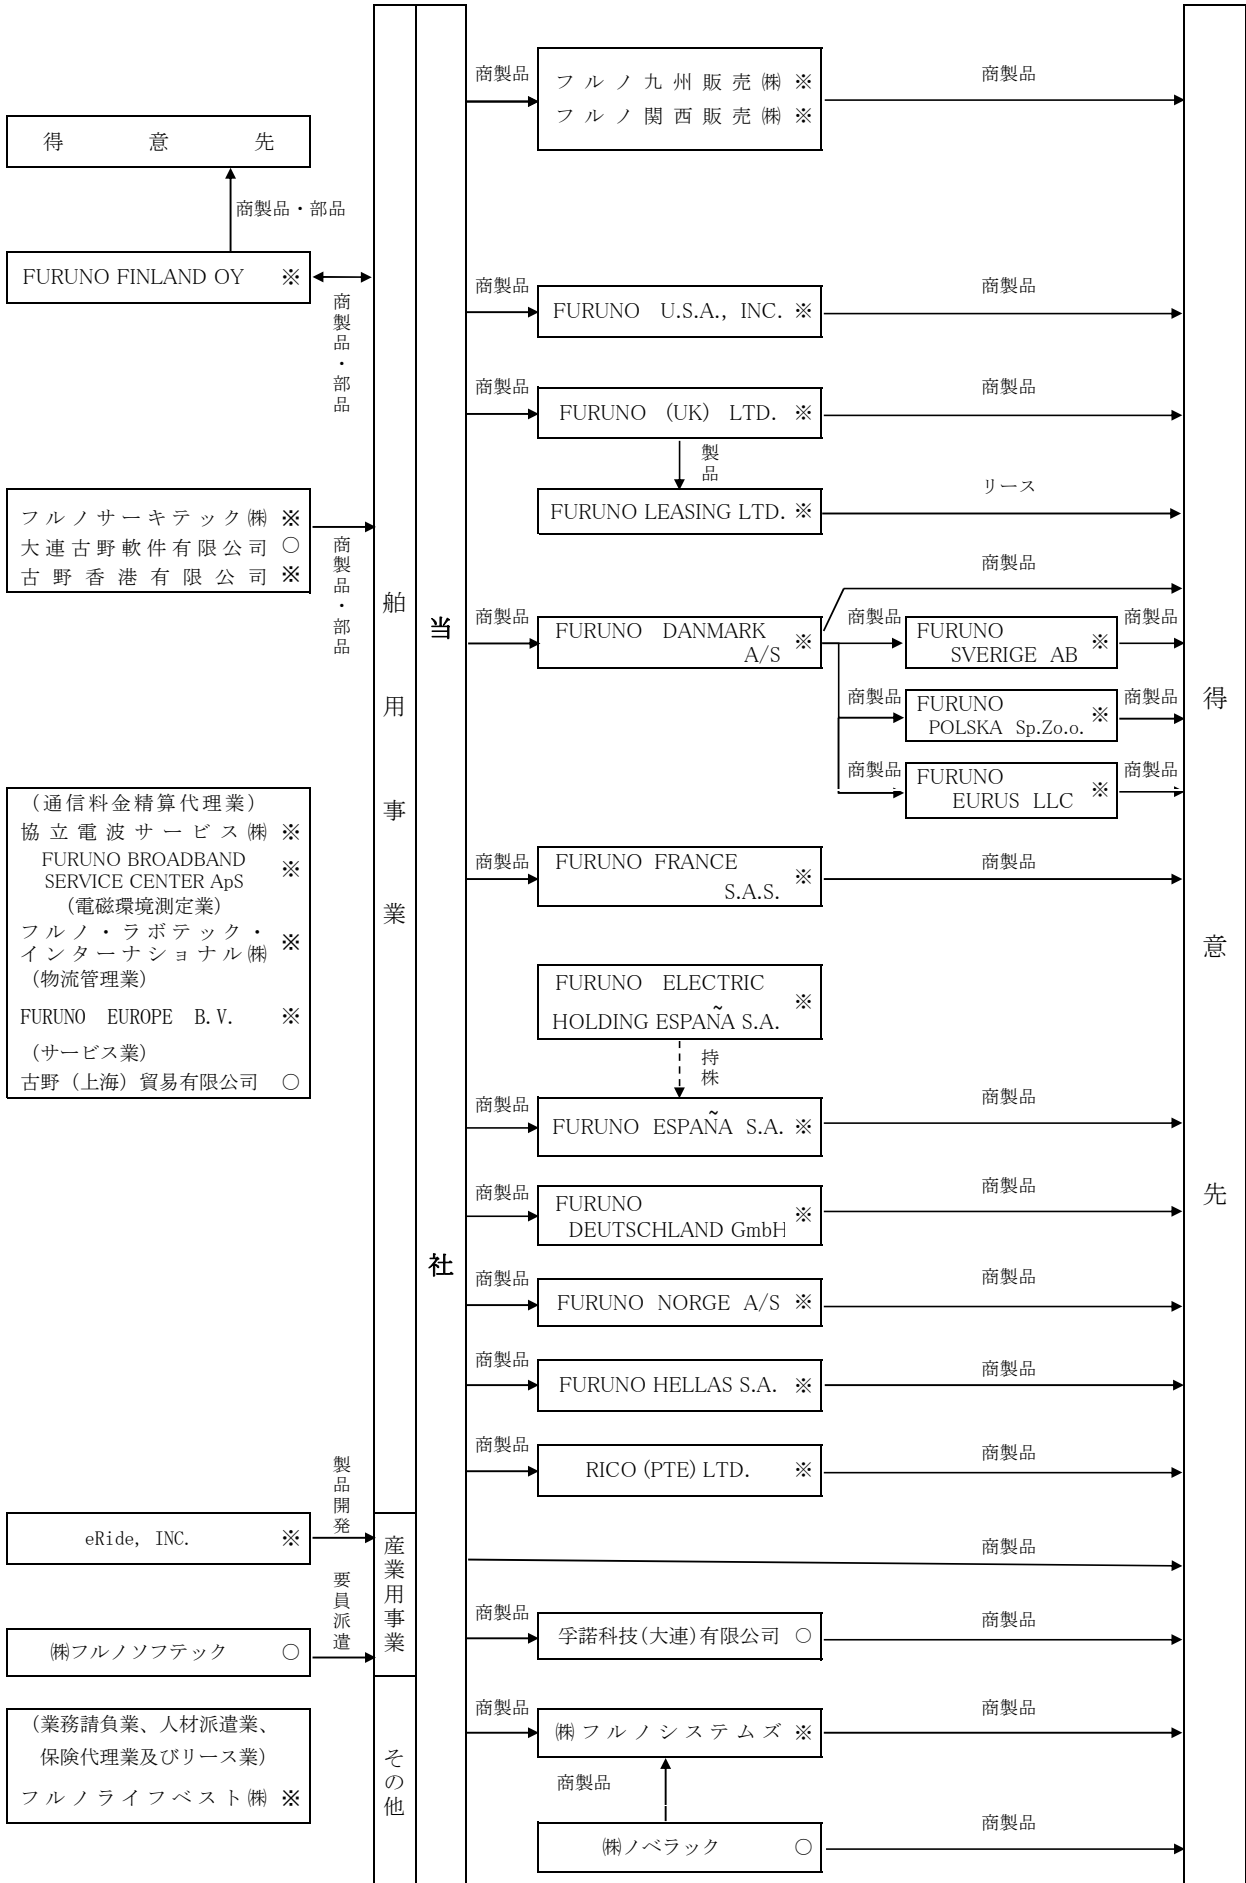 得意先
商製品・部品
FURUNO FINLAND OY ※
商製品・部品
フルノサーキテック㈱ ※
大連古野軟件有限公司 ○
古野香港有限公司 ※
商製品・部品
（通信料金精算代理業）
協立電波サービス㈱ ※
FURUNO BROADBAND
SERVICE CENTER ApS ※
（電磁環境測定業）
フルノ・ラボテック・
インターナショナル㈱ ※
（物流管理業）
FURUNO EUROPE B.V. ※
（サービス業）
古野（上海）貿易有限公司 ○
製品開発
eRide, INC. ※
要員派遣
㈱フルノソフテック ○
（業務請負業、人材派遣業、
保険代理業及びリース業）
フルノライフベスト㈱ ※
舶用事業
産業用事業
その他
当社
商製品
フルノ九州販売㈱ ※
フルノ関西販売㈱ ※
商製品
商製品
FURUNO U.S.A., INC. ※
商製品
商製品
FURUNO (UK) LTD. ※
商製品
製品
FURUNO LEASING LTD. ※
リース
商製品
商製品
FURUNO DANMARK
A/S ※
商製品
FURUNO
SVERIGE AB ※
商製品
商製品
FURUNO
POLSKA Sp.Zo.o. ※
商製品
商製品
FURUNO
EURUS LLC ※
商製品
商製品
FURUNO FRANCE
S.A.S. ※
商製品
FURUNO ELECTRIC
HOLDING ESPAÑA S.A. ※
持株
商製品
FURUNO ESPAÑA S.A. ※
商製品
商製品
FURUNO
DEUTSCHLAND GmbH ※
商製品
商製品
FURUNO NORGE A/S ※
商製品
商製品
FURUNO HELLAS S.A. ※
商製品
商製品
RICO (PTE) LTD. ※
商製品
商製品
商製品
孚諾科技(大連)有限公司 ○
商製品
商製品
㈱フルノシステムズ ※
商製品
商製品
㈱ノベラック ○
商製品
得意先